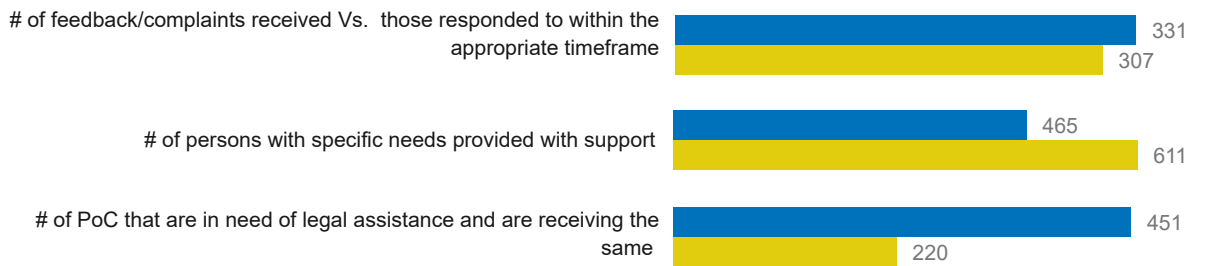 # of feedback/complaints received Vs.  those responded to within the
appropriate timeframe
331
307
# of persons with specific needs provided with support
465
611
# of PoC that are in need of legal assistance and are receiving the
same
451
220